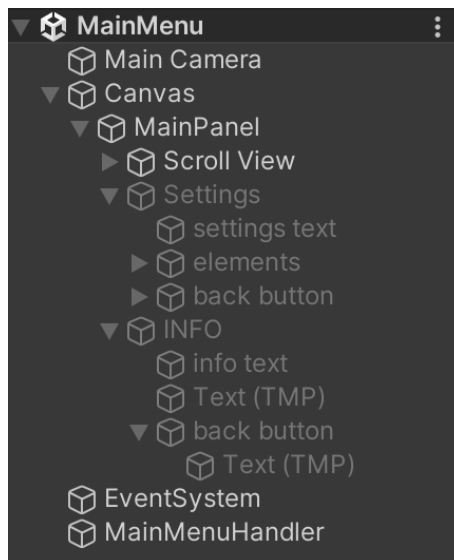 MainMenu
Main Camera
Canvas
MainPanel
Scroll View
Settings
settings text
elements
back button
INFO
info text
Text (TMP)
back button
Text (TMP)
EventSystem
MainMenuHandler